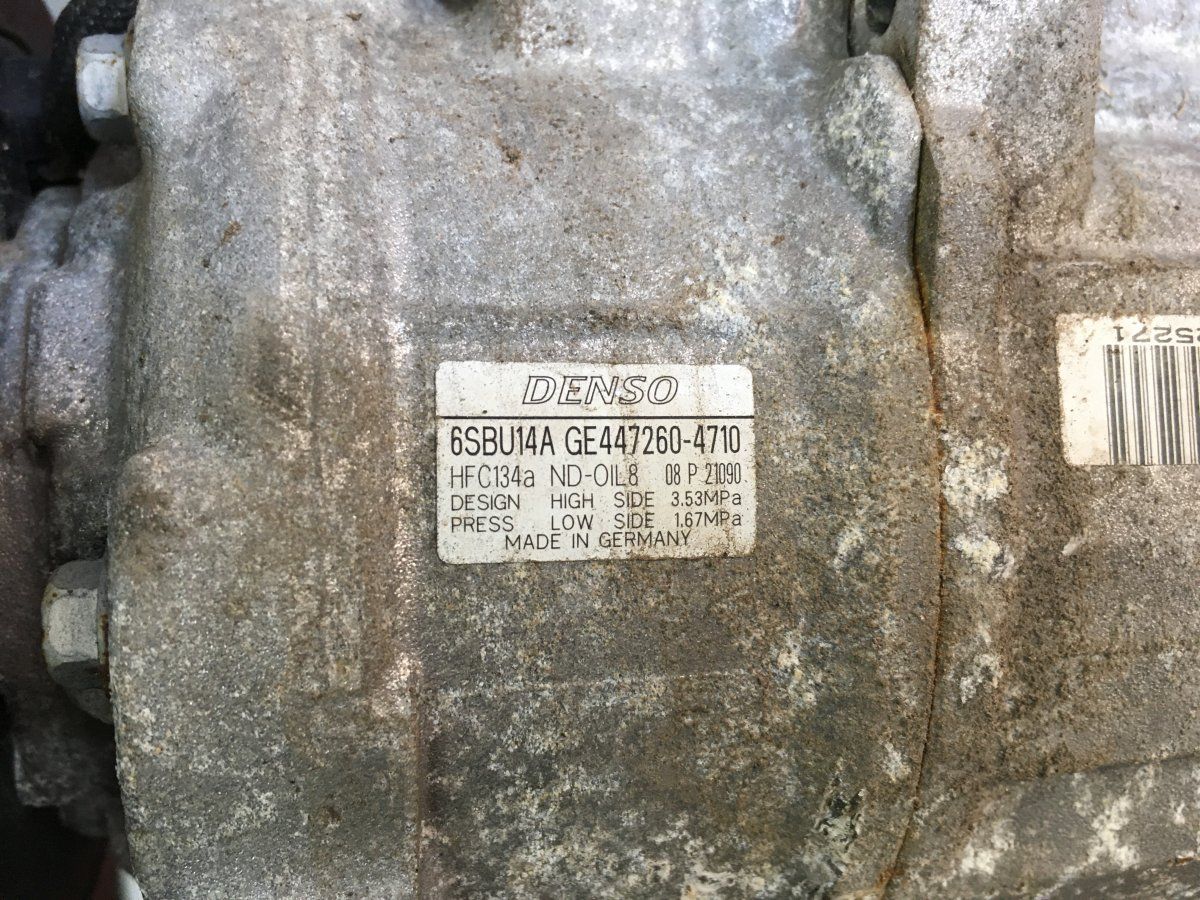 DENSO
6SBU14A GE447260-4710
HFC134a ND-OIL8 08 P 21090
DESIGN HIGH SIDE 3.53MPa
PRESS LOW SIDE 1.67MPa
MADE IN GERMANY